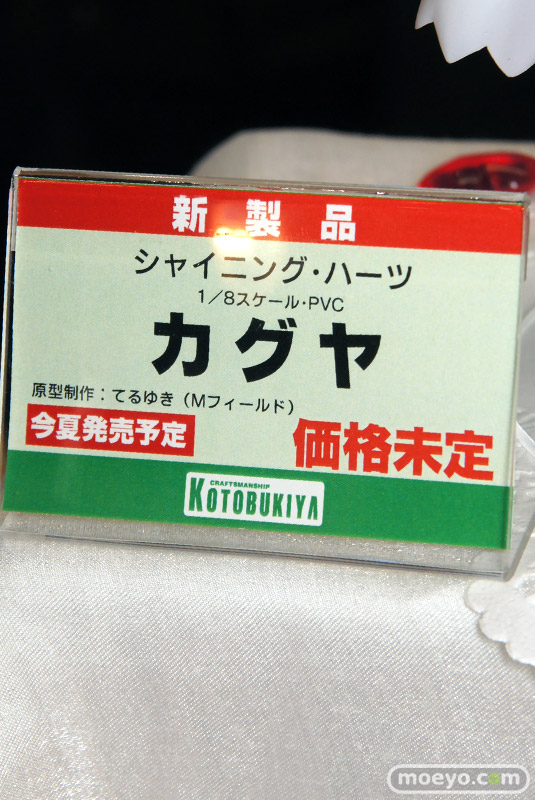 新製品
シャイニング・ハーツ
1/8スケール・PVC
カグヤ
原型制作：てるゆき（Mフィールド）
今夏発売予定
価格未定
CRAFTSMANSHIP
KOTOBUKIYA
moeyo.com